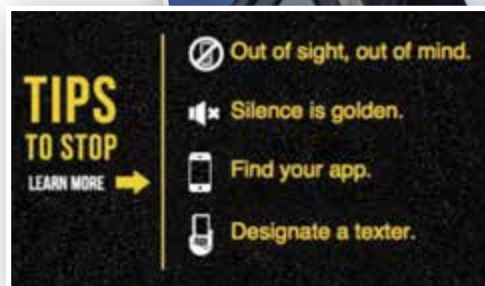 TIPS
TO STOP
LEARN MORE
Out of sight, out of mind.
Silence is golden.
Find your app.
Designate a texter.